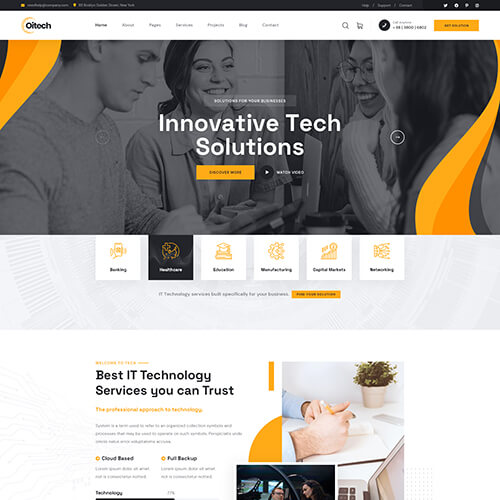 needhelp@company.com
88 Broklyn Golden Street, New York
Help / Support / Contact
Oitech
Home About Pages Services Projects Blog Contact
Call Anytime
+ 88 ( 9800 ) 6802
GET SOLUTION
SOLUTIONS FOR YOUR BUSINESSES
Innovative Tech
Solutions
DISCOVER MORE
WATCH VIDEO
Banking
Healthcare
Education
Manufacturing
Capital Markets
Networking
IT Technology services built specifically for your business.
FIND YOUR SOLUTION
WELCOME TO TECH
Best IT Technology
Services you can Trust
The professional approach to technology.
System is a term used to refer to an organized collection symbols and
processes that may be used to operate on such symbols. Perspiciatis unde
omnis natus error voluptatems accusa.
Cloud Based
Lorem ipsum dolor sit amet
not is consectetur notted.
Full Backup
Lorem ipsum dolor sit amet
not is consectetur notted.
Technology
77%